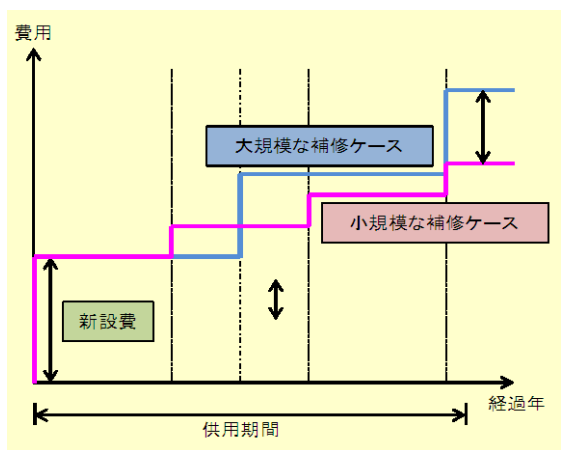 費用
大規模な補修ケース
小規模な補修ケース
新設費
経過年
供用期間